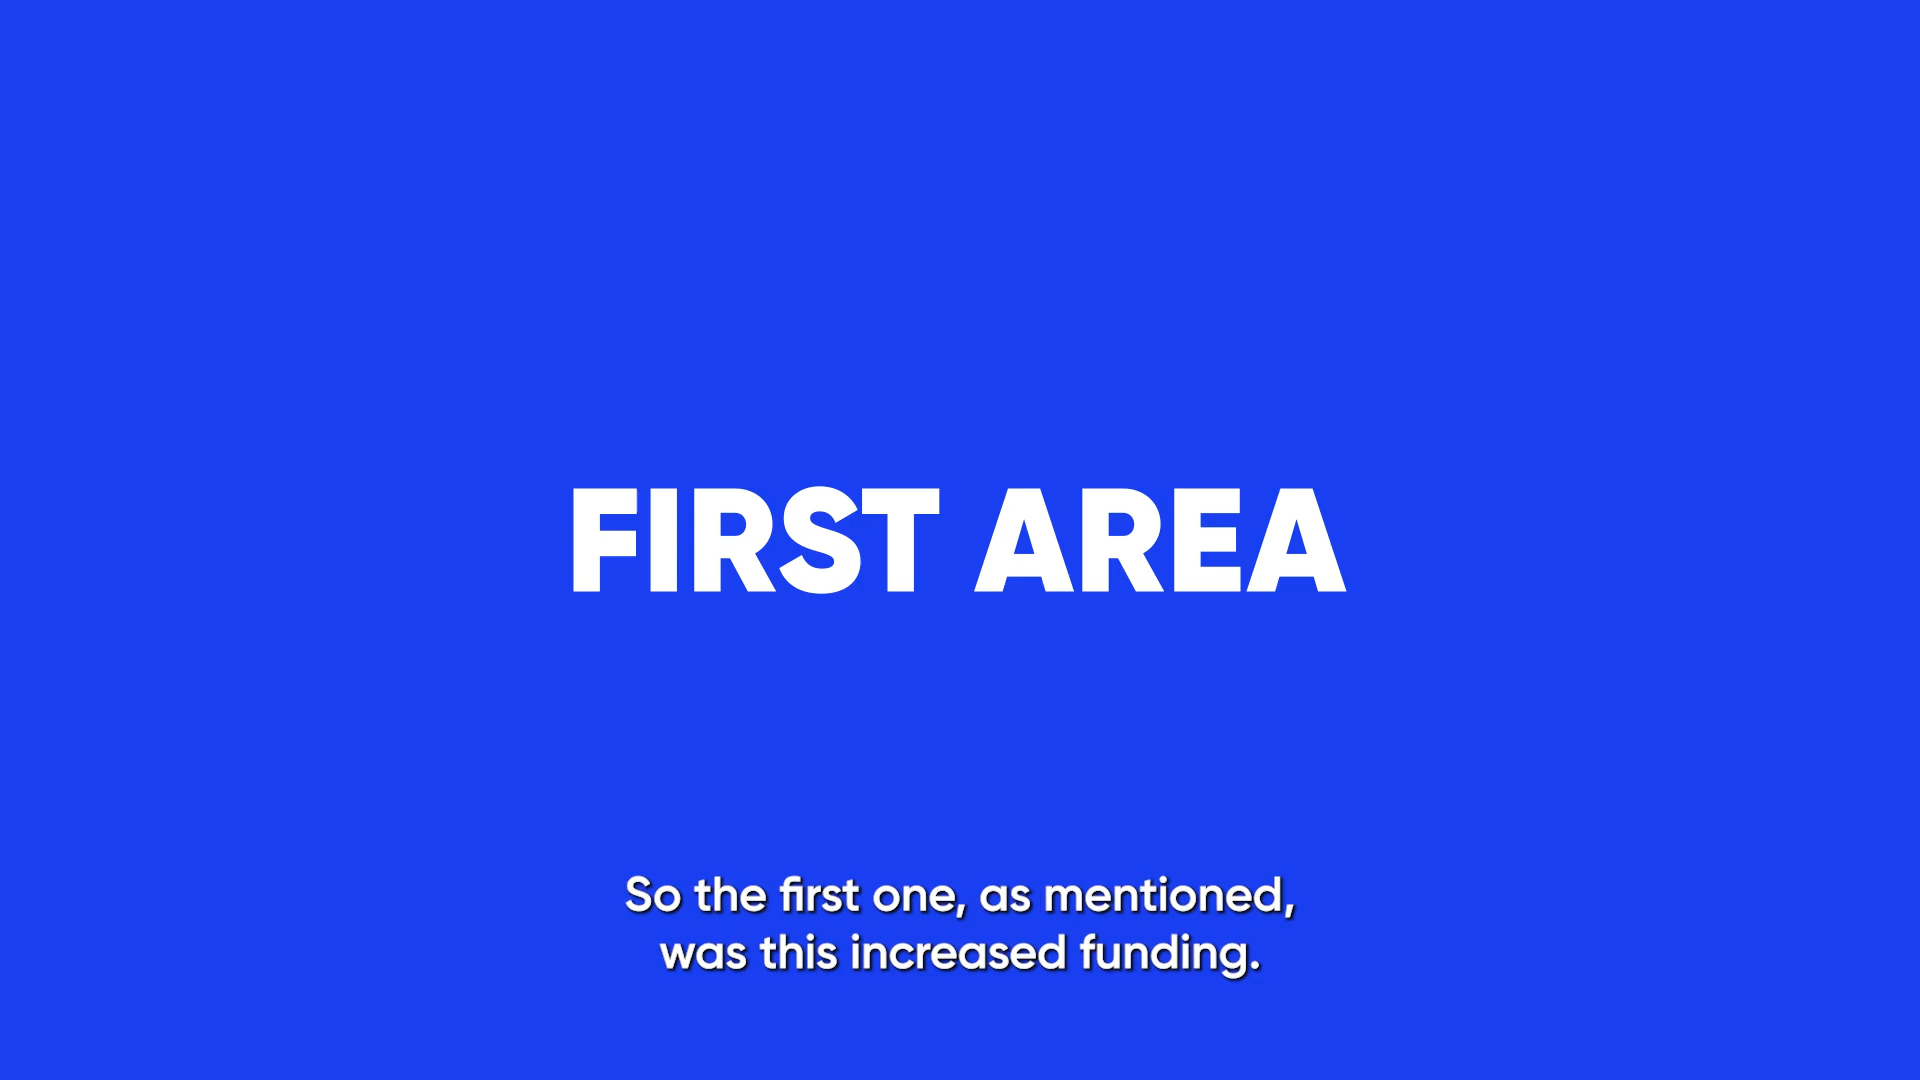 FIRST AREA
So the first one, as mentioned,
was this increased funding.